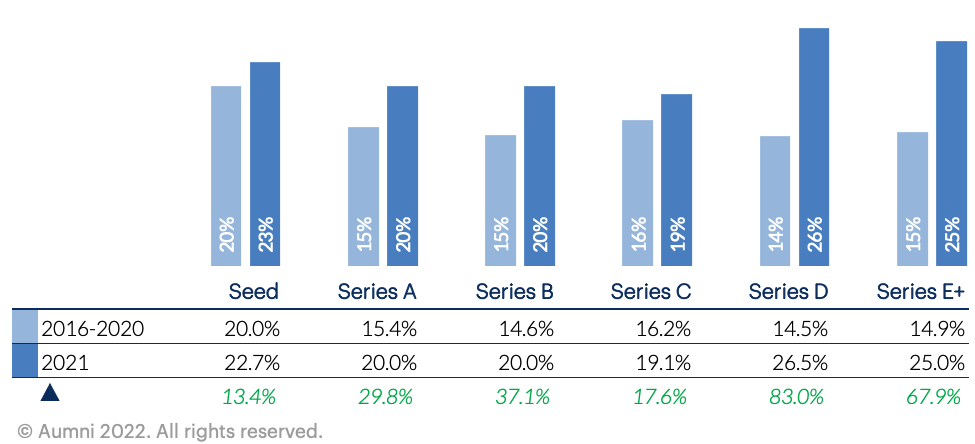 20% 23% 15% 20% 15% 20% 16% 19% 14% 26% 15% 25%
Seed Series A Series B Series C Series D Series E+
2016-2020 20.0% 15.4% 14.6% 16.2% 14.5% 14.9%
2021 22.7% 20.0% 20.0% 19.1% 26.5% 25.0%
▲ 13.4% 29.8% 37.1% 17.6% 83.0% 67.9%
© Aumni 2022. All rights reserved.